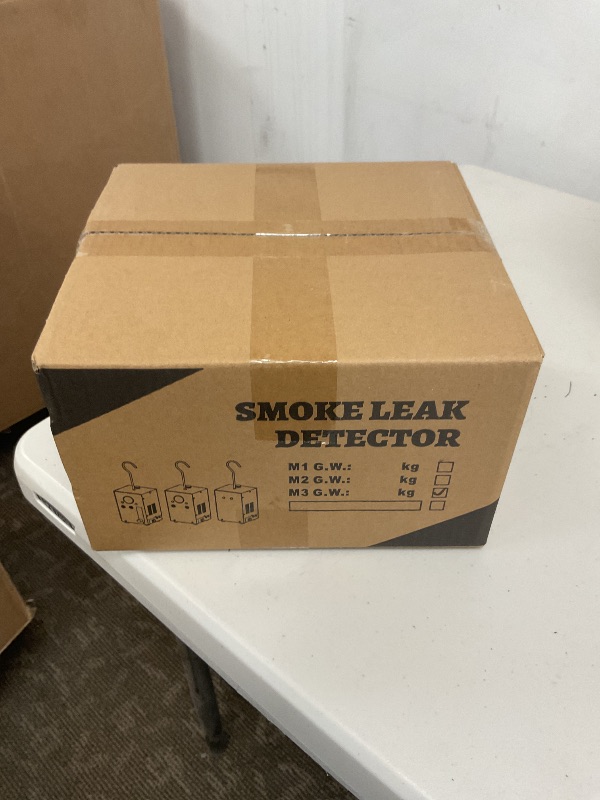 SMOKE LEAK
DETECTOR
M1 G.W.: kg
M2 G.W.: kg
M3 G.W.: kg